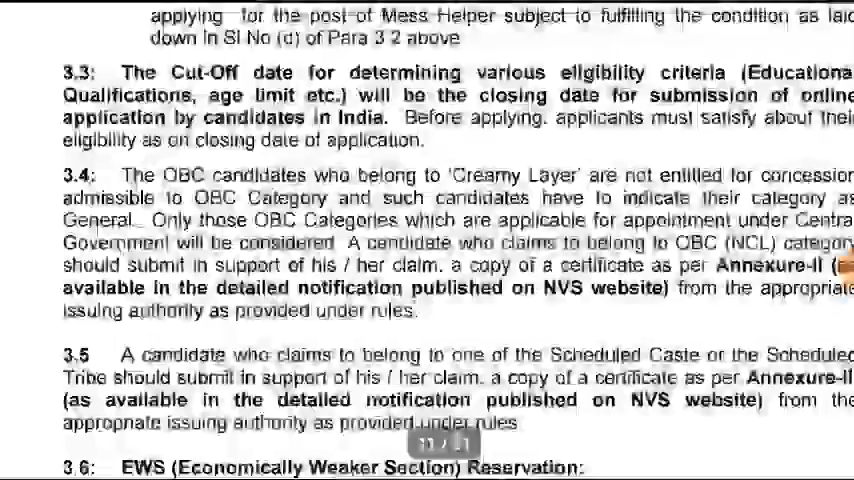 applying for the post of Mess Helper subject to fulfilling the condition as laid
down in Sl No (d) of Para 3 2 above
3.3: The Cut-Off date for determining various eligibility criteria (Educationa
Qualifications, age limit etc.) will be the closing date for submission of online
application by candidates in India. Before applying, applicants must satisfy about their
eligibility as on closing date of application.
3.4: The OBC candidates who belong to 'Creamy Layer' are not entitled for concession
admissible to OBC Category and such candidates have to indicate their category as
General. Only those OBC Categories which are applicable for appointment under Centra
Government will be considered A candidate who claims to belong to OBC (NCL) category
should submit in support of his / her claim, a copy of a certificate as per Annexure-II (
available in the detailed notification published on NVS website) from the appropriate
issuing authority as provided under rules.
3.5 A candidate who claims to belong to one of the Scheduled Caste or the Scheduled
Tribe should submit in support of his / her claim, a copy of a certificate as per Annexure-II
(as available in the detailed notification published on NVS website) from the
appropriate issuing authority as provided under rules
3.6: EWS (Economically Weaker Section) Reservation: